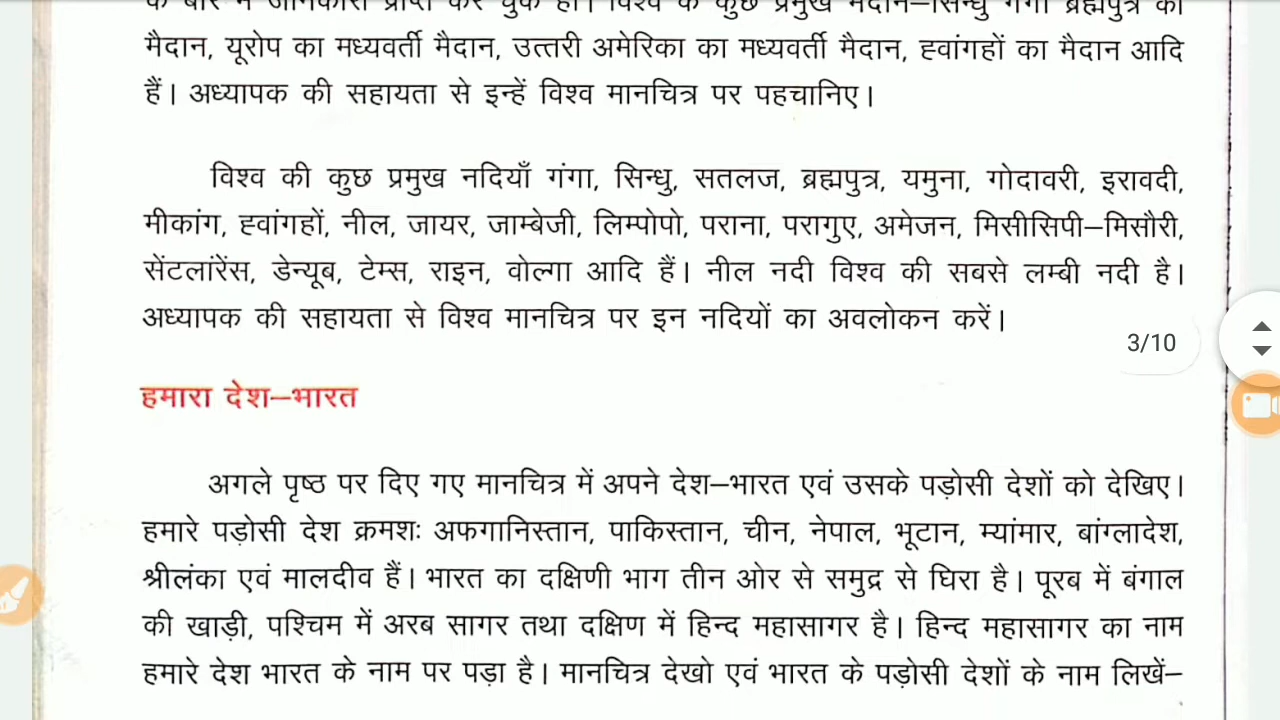 के बारे में जानकारी प्राप्त कर चुके हो। विश्व के कुछ प्रमुख मैदान–सिन्धु गंगा ब्रह्मपुत्र का
मैदान, यूरोप का मध्यवर्ती मैदान, उत्तरी अमेरिका का मध्यवर्ती मैदान, ह्वांगहों का मैदान आदि
हैं। अध्यापक की सहायता से इन्हें विश्व मानचित्र पर पहचानिए।
विश्व की कुछ प्रमुख नदियाँ गंगा, सिन्धु, सतलज, ब्रह्मपुत्र, यमुना, गोदावरी, इरावदी,
मीकांग, ह्वांगहों, नील, जायर, जाम्बेजी, लिम्पोपो, पराना, परागुए, अमेजन, मिसीसिपी–मिसौरी,
सेंटलांरेंस, डेन्यूब, टेम्स, राइन, वोल्गा आदि हैं। नील नदी विश्व की सबसे लम्बी नदी है।
अध्यापक की सहायता से विश्व मानचित्र पर इन नदियों का अवलोकन करें।
3/10
हमारा देश–भारत
अगले पृष्ठ पर दिए गए मानचित्र में अपने देश–भारत एवं उसके पड़ोसी देशों को देखिए।
हमारे पड़ोसी देश क्रमशः अफगानिस्तान, पाकिस्तान, चीन, नेपाल, भूटान, म्यांमार, बांग्लादेश,
श्रीलंका एवं मालदीव हैं। भारत का दक्षिणी भाग तीन ओर से समुद्र से घिरा है। पूरब में बंगाल
की खाड़ी, पश्चिम में अरब सागर तथा दक्षिण में हिन्द महासागर है। हिन्द महासागर का नाम
हमारे देश भारत के नाम पर पड़ा है। मानचित्र देखो एवं भारत के पड़ोसी देशों के नाम लिखें–